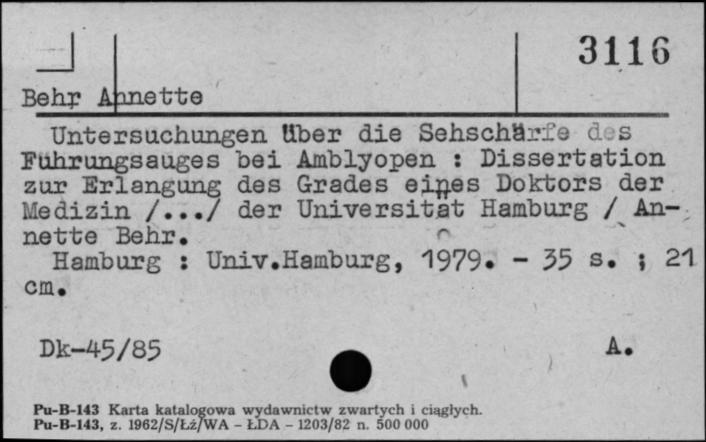 3116
Behr Annette
Untersuchungen über die Sehschärfe des
Führungsauges bei Amblyopen : Dissertation
zur Erlangung des Grades eines Doktors der
Medizin /.../ der Universität Hamburg / An-
nette Behr.
Hamburg : Univ.Hamburg, 1979. - 35 s. ; 21
cm.
Dk-45/85 A.
Pu-B-143 Karta katalogowa wydawnictw zwartych i ciągłych.
Pu-B-143, z. 1962/S/Łź/WA - ŁDA - 1203/82 n. 500 000